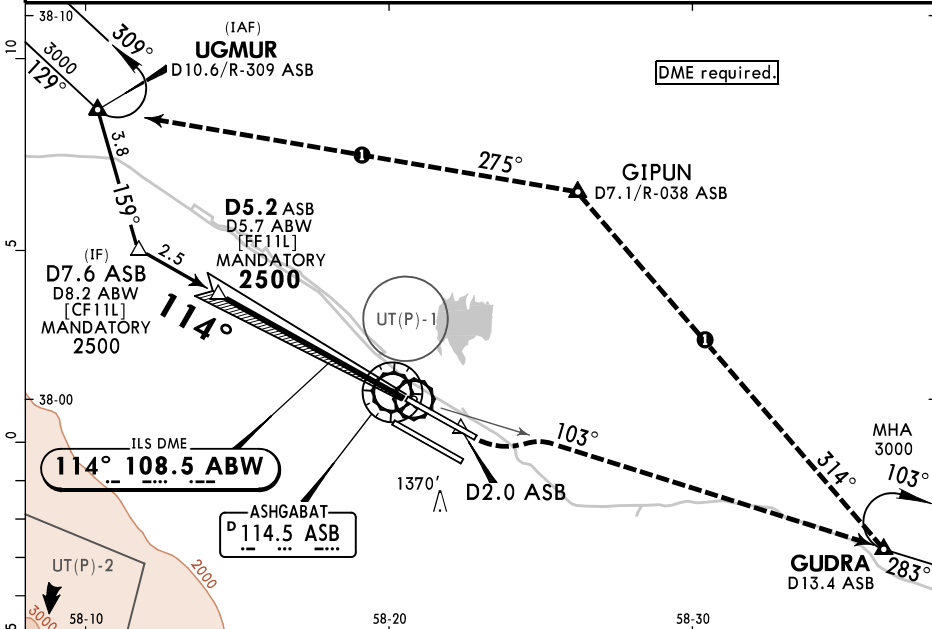 38-10
10
309°
3000
129°
(IAF)
UGMUR
D10.6/R-309 ASB
DME required.
3.8
159°
1
275°
GIPUN
D7.1/R-038 ASB
D5.2 ASB
D5.7 ABW
[FF11L]
MANDATORY
2500
5
2.5
(IF)
D7.6 ASB
D8.2 ABW
[CF11L]
MANDATORY
2500
114°
UT(P)-1
1
38-00
0
103°
ILS DME
114° 108.5 ABW
1370'
D2.0 ASB
ASHGABAT
D 114.5 ASB
314°
MHA
3000
103°
GUDRA
D13.4 ASB
283°
UT(P)-2
2000
3000
58-10
58-20
58-30
5